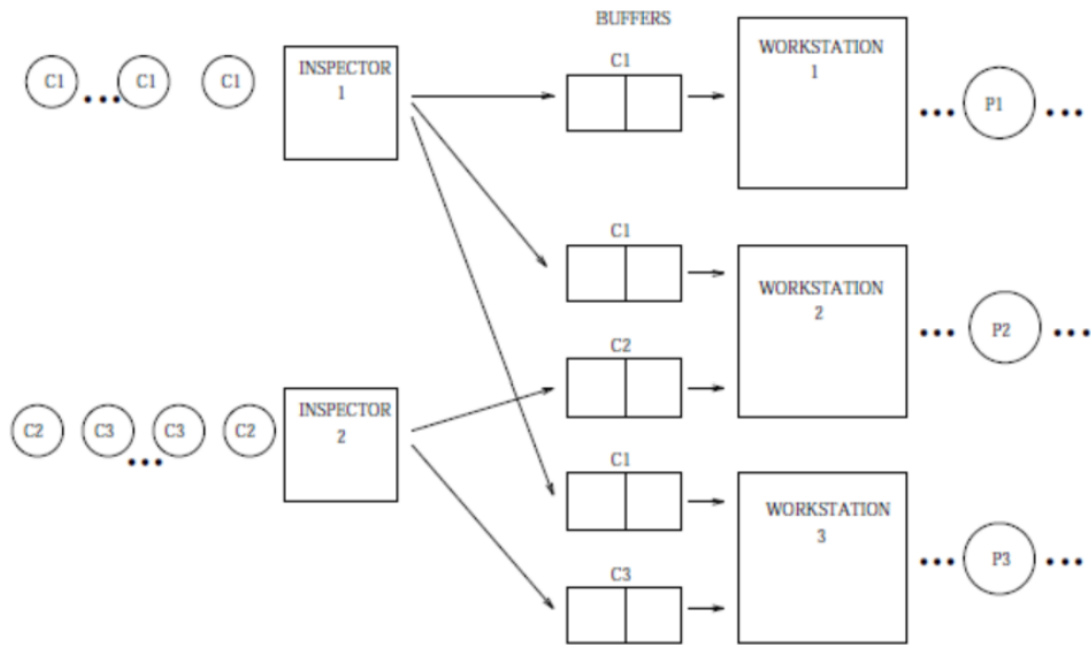 BUFFERS
C1 ... C1 C1
INSPECTOR
1
C1
WORKSTATION
1
... P1 ...
C1
WORKSTATION
2
... P2 ...
C2
C2 C3 ... C3 C2
INSPECTOR
2
C1
WORKSTATION
3
... P3 ...
C3